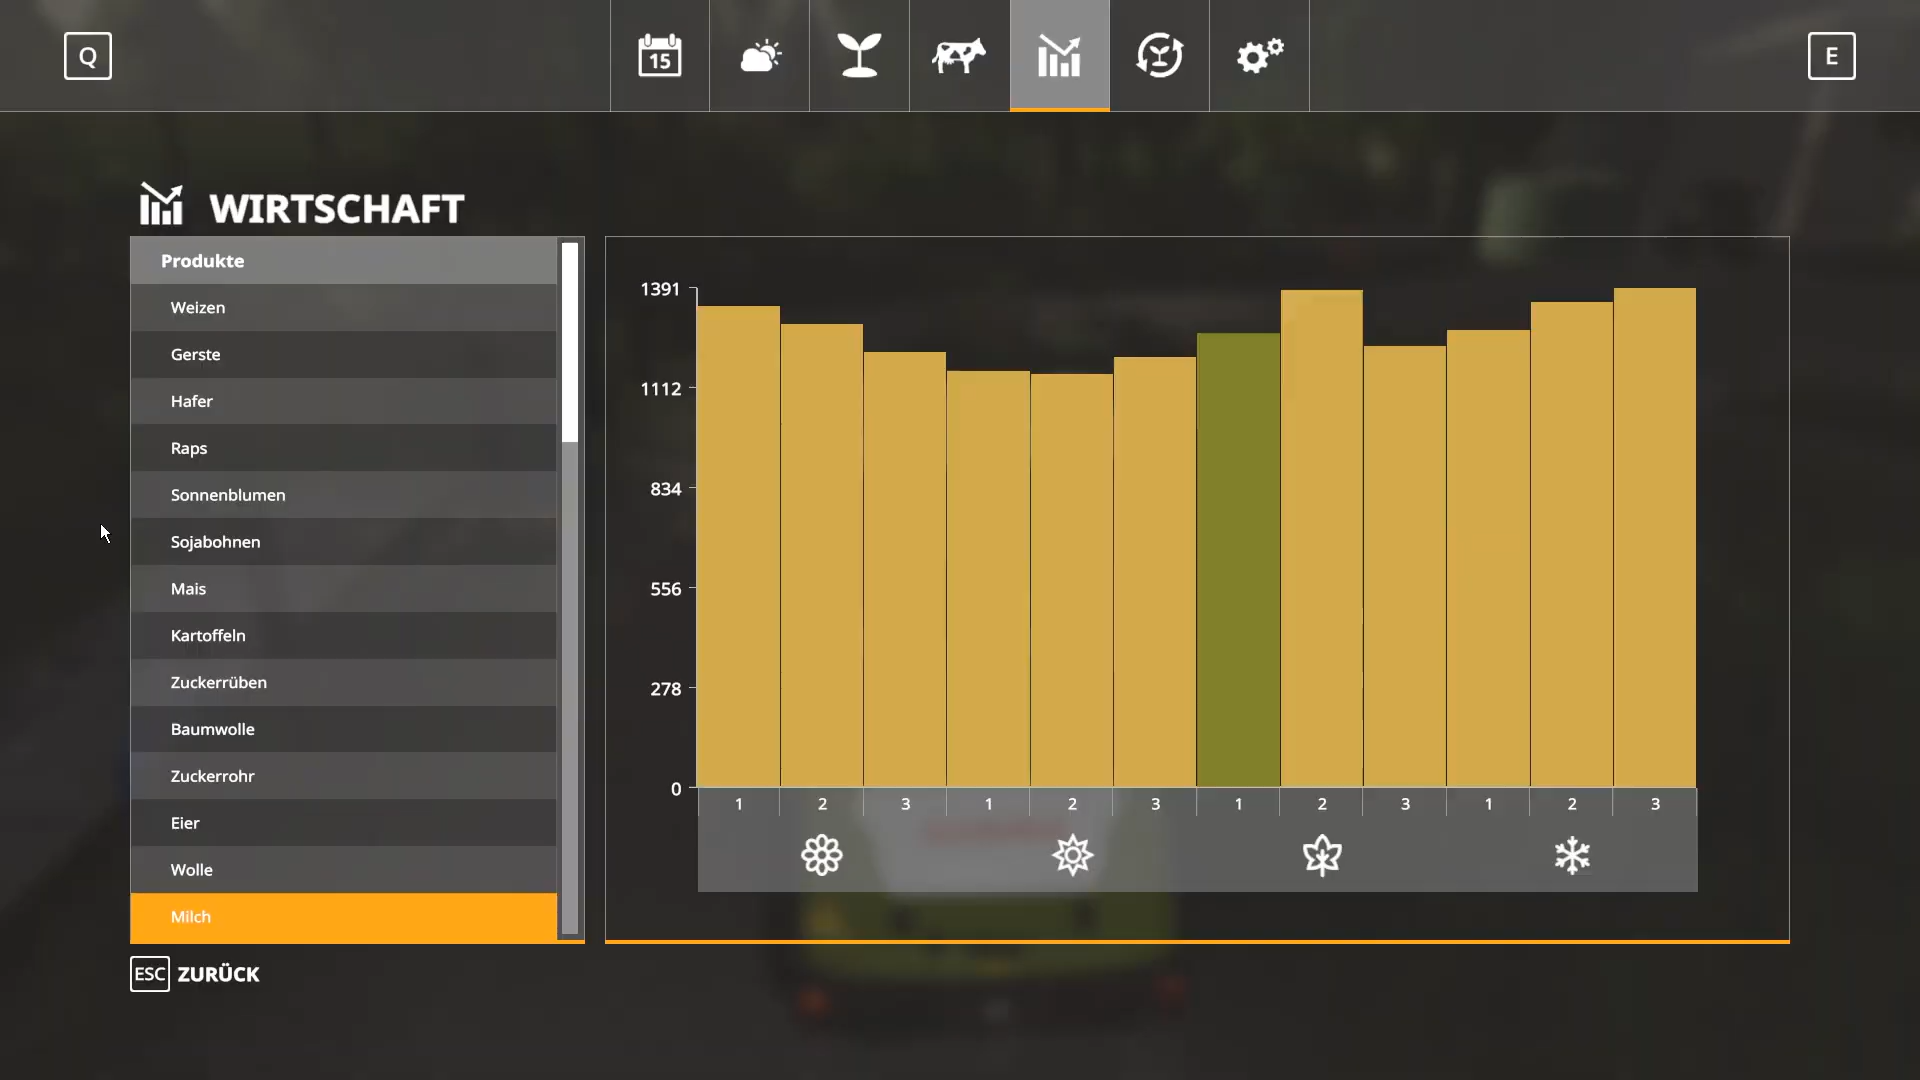 Q
15
E
WIRTSCHAFT
Produkte
Weizen
Gerste
Hafer
Raps
Sonnenblumen
Sojabohnen
Mais
Kartoffeln
Zuckerrüben
Baumwolle
Zuckerrohr
Eier
Wolle
Milch
1391
1112
834
556
278
0
1 2 3 1 2 3 1 2 3 1 2 3
ESC ZURÜCK